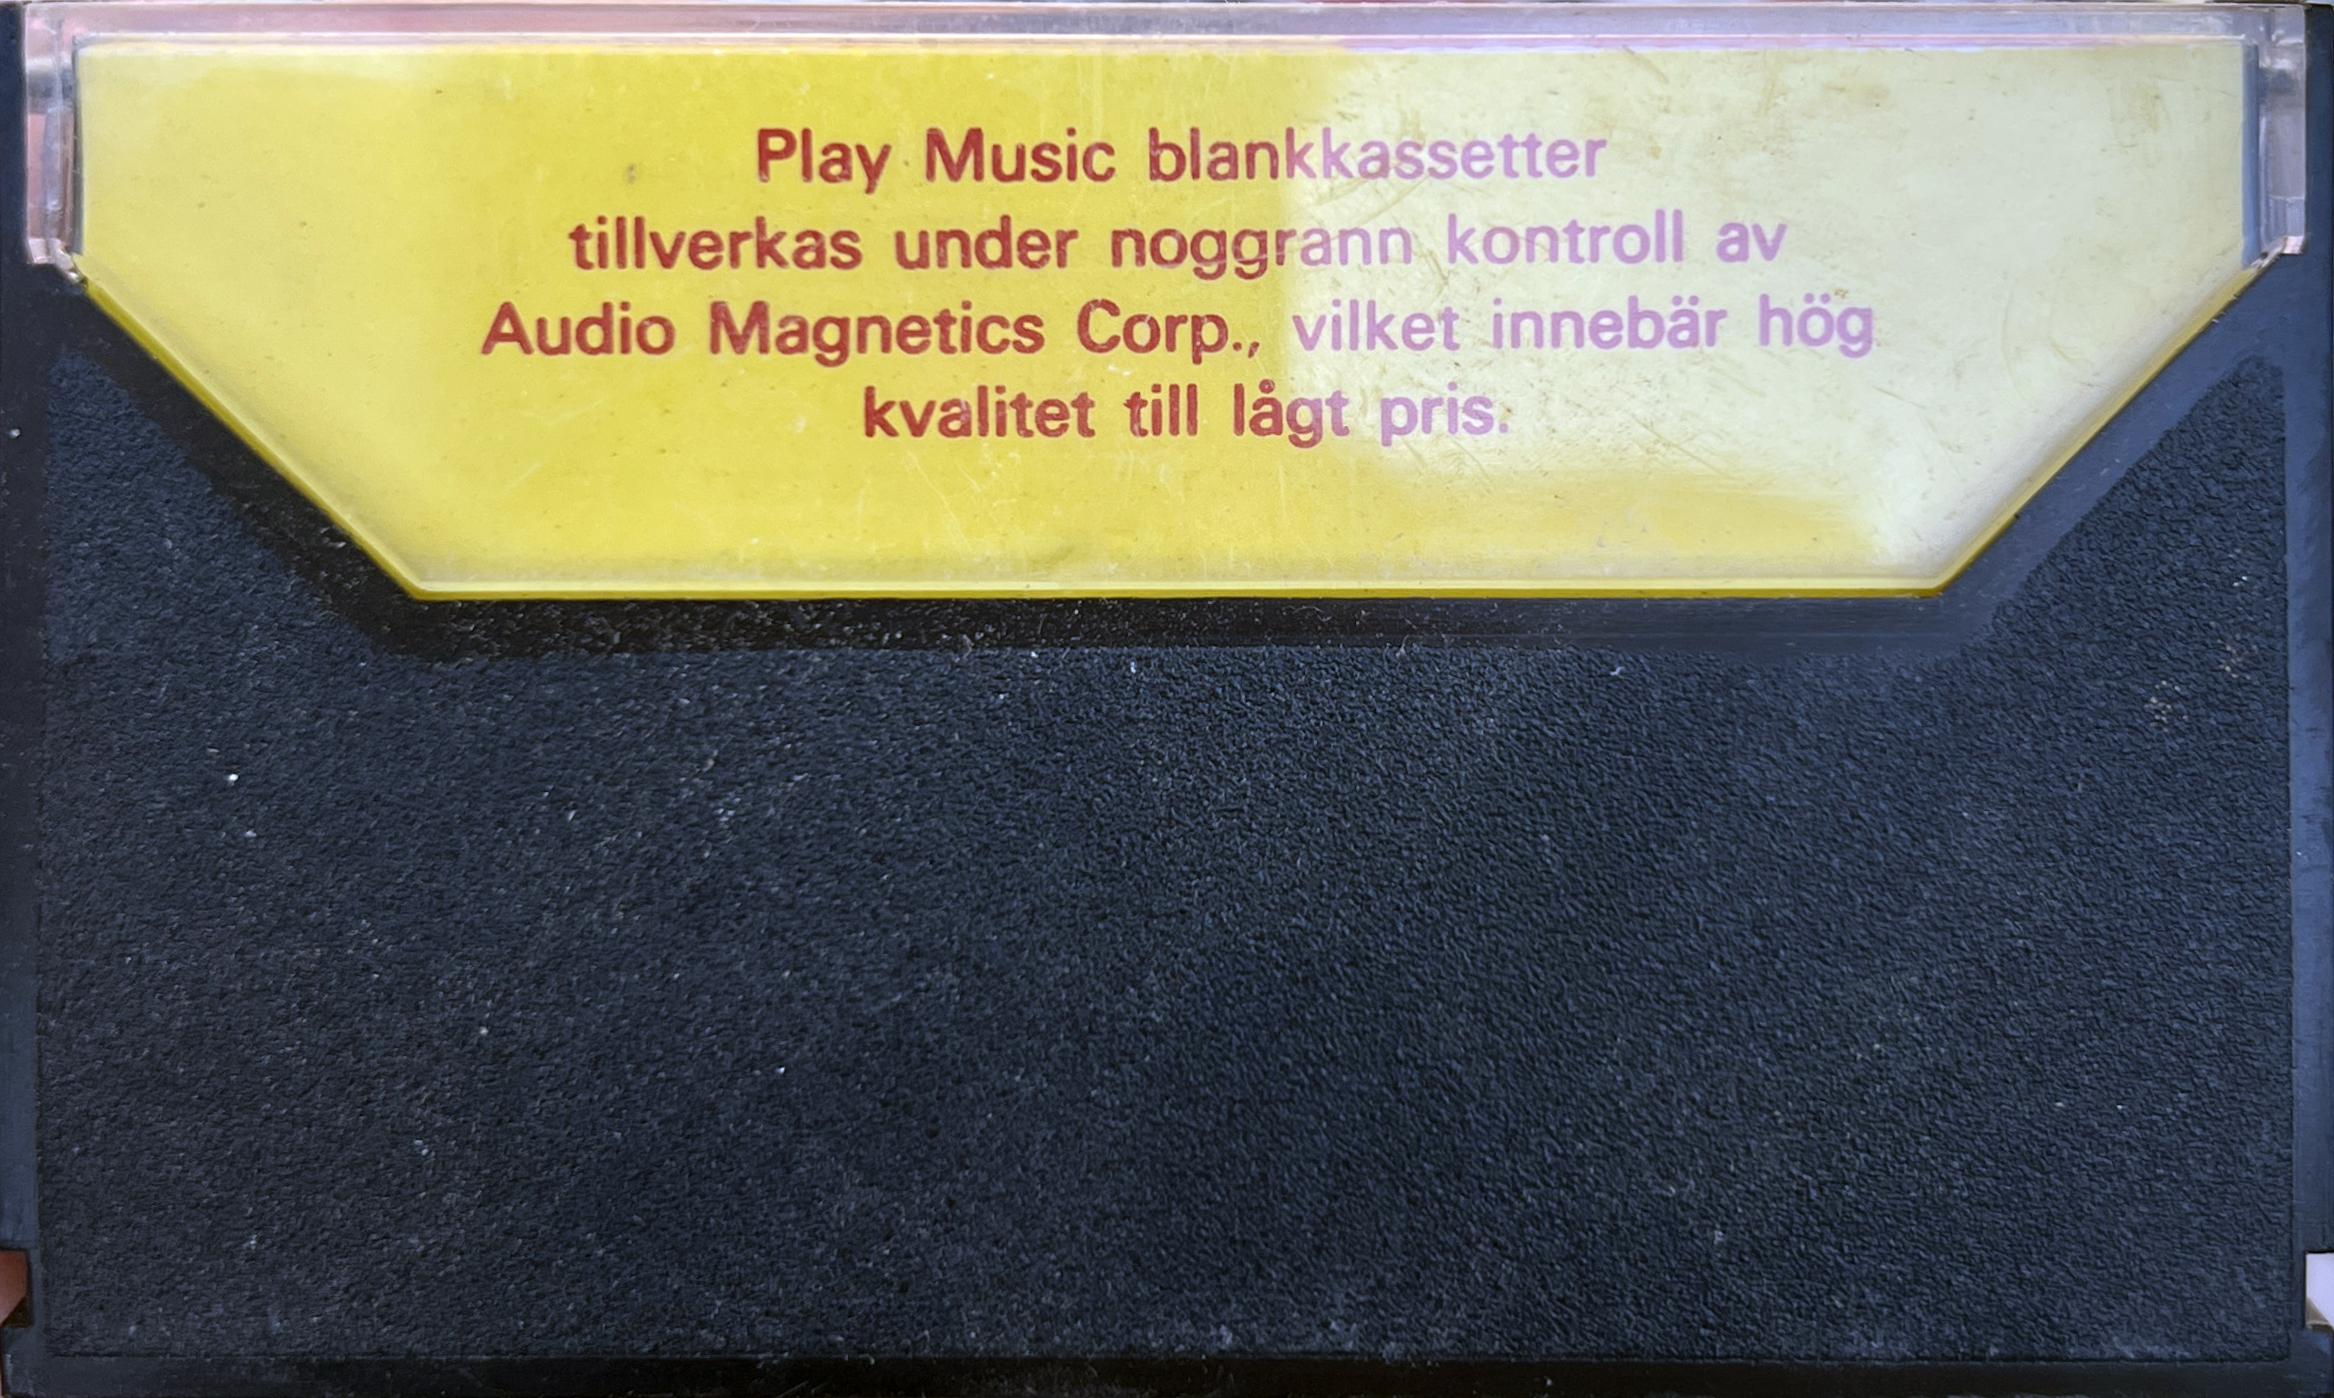 Play Music blankkassetter
tillverkas under noggrann kontroll av
Audio Magnetics Corp., vilket innebär hög
kvalitet till lågt pris.